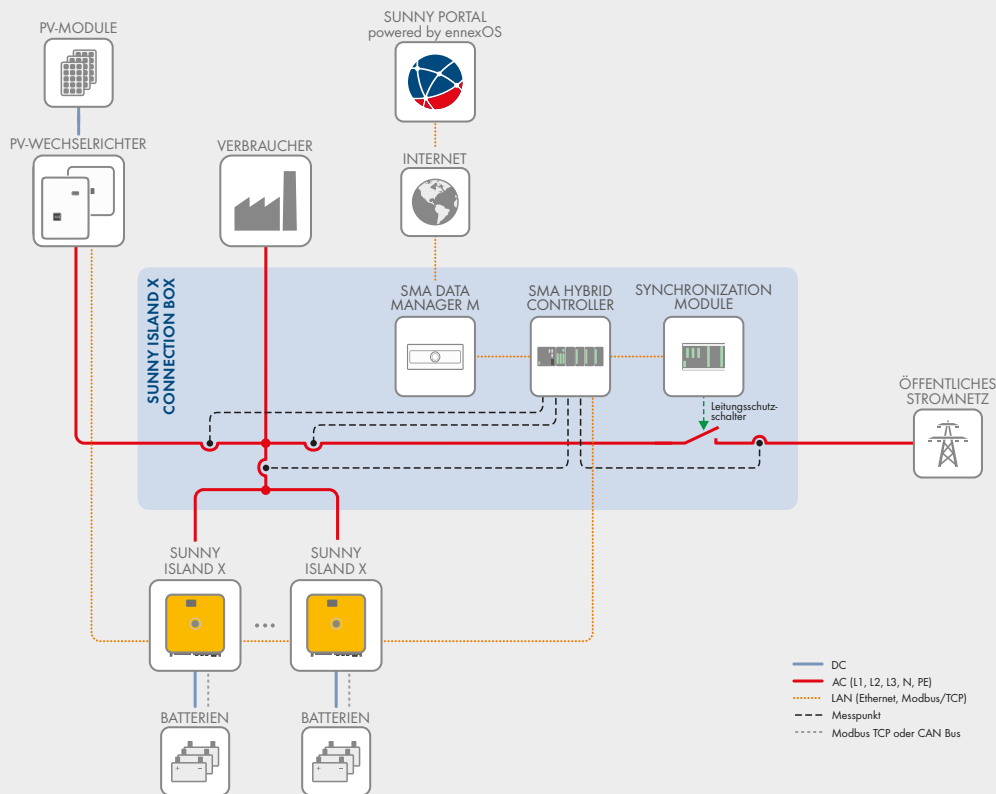 SUNNY PORTAL
powered by ennexOS
PV-MODULE
PV-WECHSELRICHTER
VERBRAUCHER
INTERNET
SUNNY ISLAND X
CONNECTION BOX
SMA DATA
MANAGER M
SMA HYBRID
CONTROLLER
SYNCHRONIZATION
MODULE
Leitungsschutz-
schalter
ÖFFENTLICHES
STROMNETZ
SUNNY
ISLAND X
SUNNY
ISLAND X
BATTERIEN
BATTERIEN
DC
AC (L1, L2, L3, N, PE)
LAN (Ethernet, Modbus/TCP)
Messpunkt
Modbus TCP oder CAN Bus